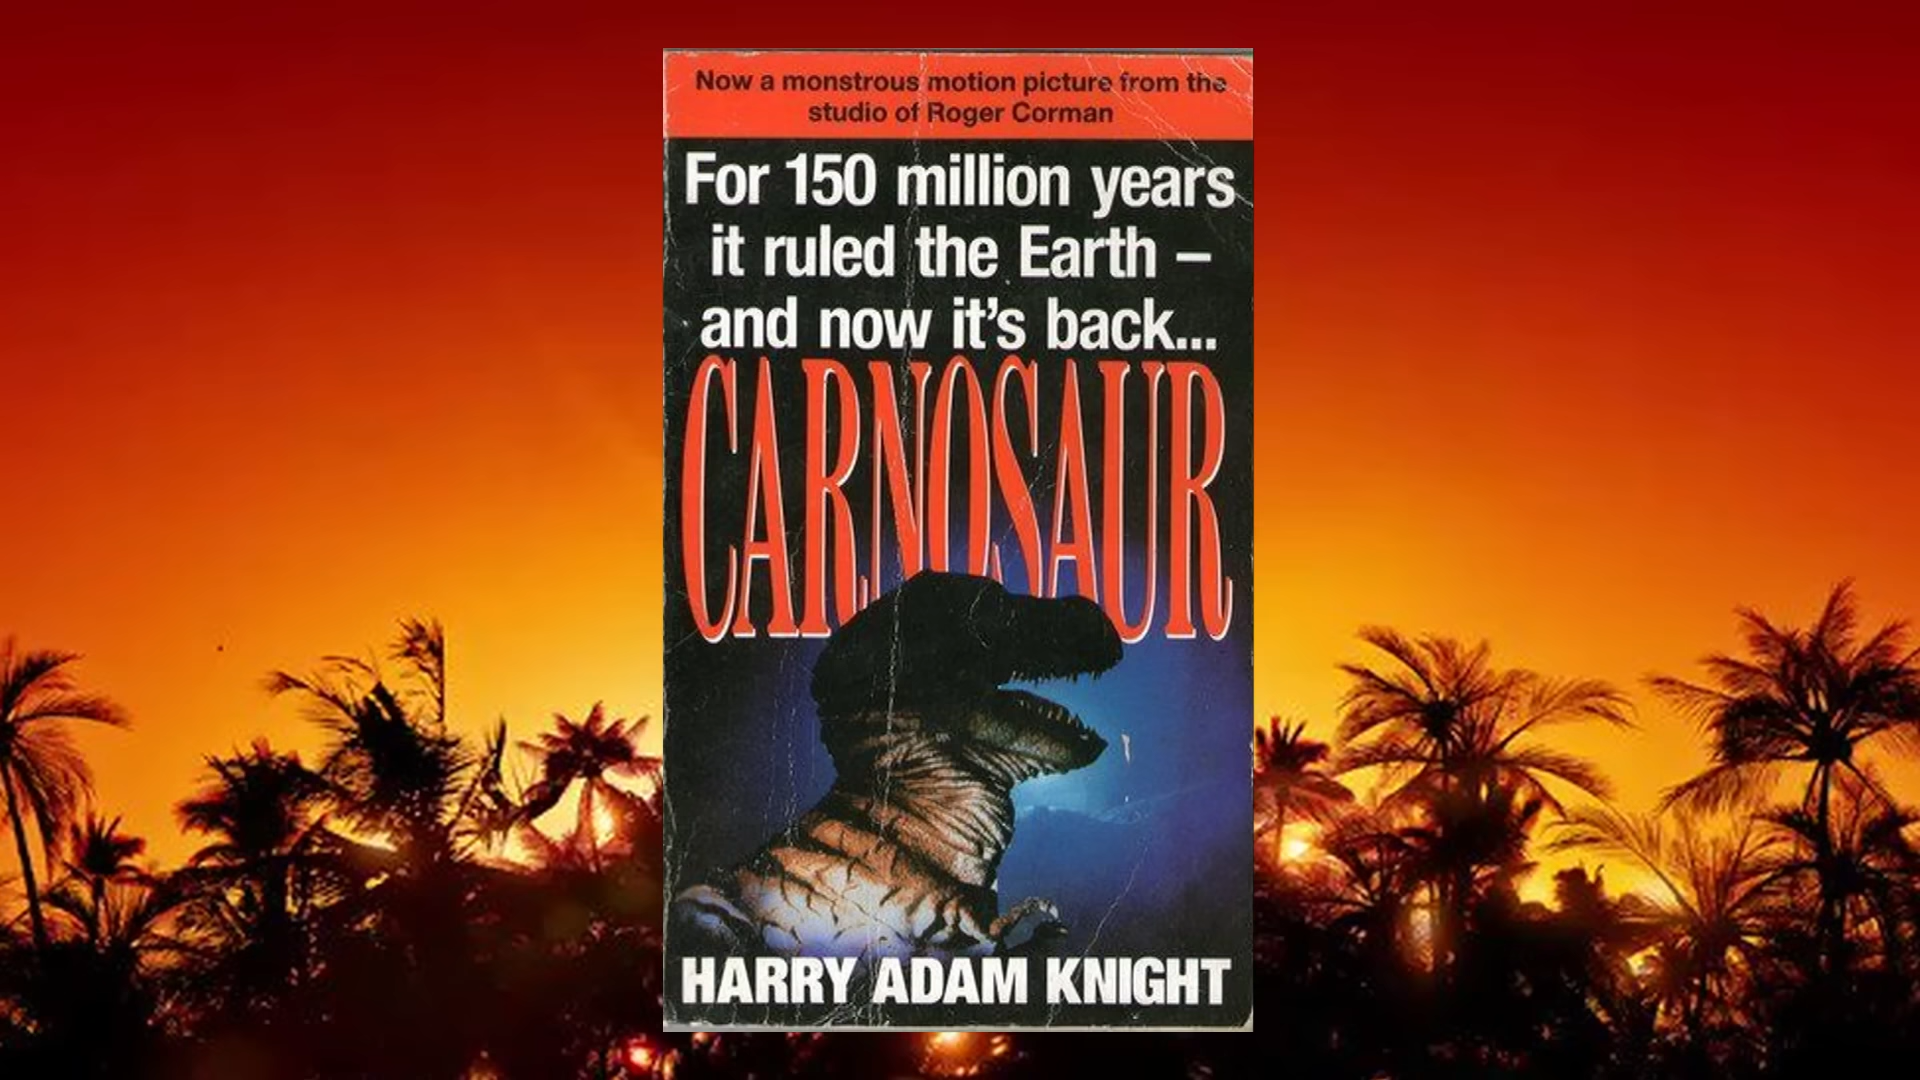 Now a monstrous motion picture from the
studio of Roger Corman
For 150 million years
it ruled the Earth –
and now it's back...
CARNOSAUR
HARRY ADAM KNIGHT